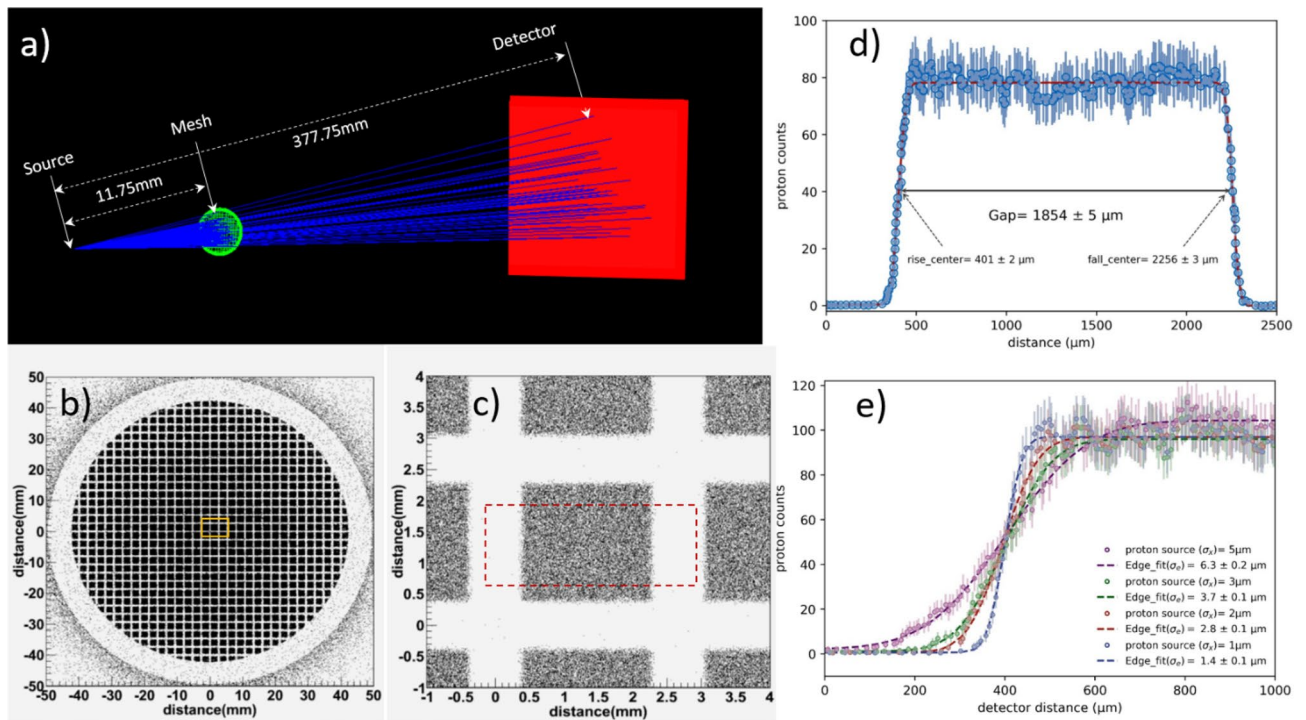 a)
Detector
377.75mm
Mesh
Source
11.75mm
b)
50
40
30
20
10
0
-10
-20
-30
-40
-50
distance(mm)
-50 -40 -30 -20 -10 0 10 20 30 40 50
distance(mm)
c)
4
3.5
3
2.5
2
1.5
1
0.5
0
-0.5
-1
distance(mm)
-1 -0.5 0 0.5 1 1.5 2 2.5 3 3.5 4
distance(mm)
d)
100
80
60
40
20
0
proton counts
Gap= 1854 ± 5 μm
rise_center= 401 ± 2 μm
fall_center= 2256 ± 3 μm
0 500 1000 1500 2000 2500
distance (μm)
e)
120
100
80
60
40
20
0
proton counts
proton source (σₓ)= 5μm
Edge_fit(σₑ) = 6.3 ± 0.2 μm
proton source (σₓ)= 3μm
Edge_fit(σₑ) = 3.7 ± 0.1 μm
proton source (σₓ)= 2μm
Edge_fit(σₑ) = 2.8 ± 0.1 μm
proton source (σₓ)= 1μm
Edge_fit(σₑ) = 1.4 ± 0.1 μm
0 200 400 600 800 1000
detector distance (μm)